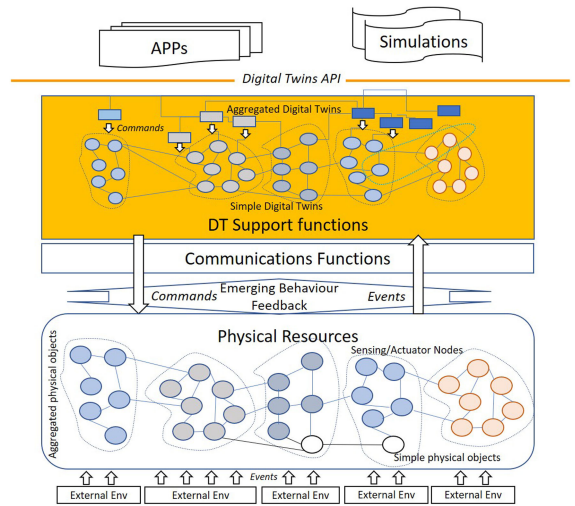 APPs
Simulations
Digital Twins API
Aggregated Digital Twins
Commands
Simple Digital Twins
DT Support functions
Communications Functions
Emerging Behaviour
Feedback
Commands
Events
Physical Resources
Aggregated physical objects
Sensing/Actuator Nodes
Simple physical objects
Events
External Env
External Env
External Env
External Env
External Env